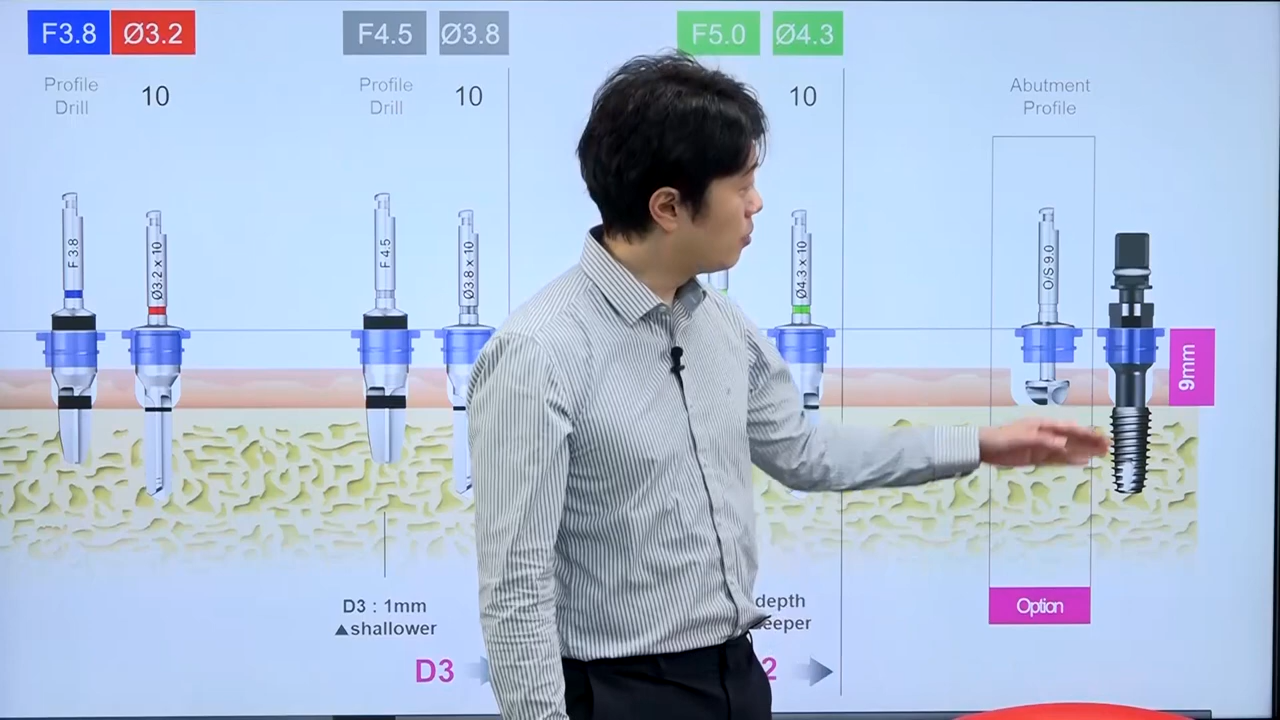 F3.8 Ø3.2 F4.5 Ø3.8 F5.0 Ø4.3
Profile
Drill
10
Profile
Drill
10
10
Abutment
Profile
F 3.8
Ø3.2 x 10
F 4.5
Ø3.8 x 10
Ø4.3 x 10
O/S 9.0
9mm
D3 : 1mm
▲shallower
depth
eeper
Option
D3
2